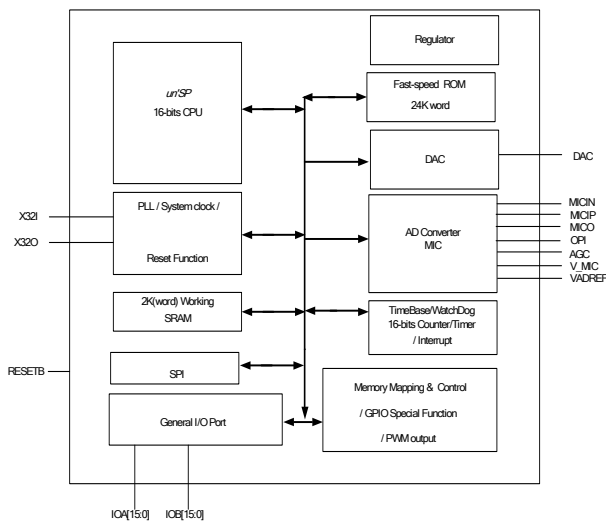 Regulator
un'SP
16-bits CPU
Fast-speed ROM
24K word
DAC
DAC
PLL / System clock /
Reset Function
X32I
X32O
AD Converter
MIC
MICIN
MICIP
MICO
OPI
AGC
V_MIC
VADREF
2K(word) Working
SRAM
TimeBase/WatchDog
16-bits Counter/Timer
/ Interrupt
RESETB
SPI
Memory Mapping & Control
/ GPIO Special Function
/ PWM output
General I/O Port
IOA[15:0]
IOB[15:0]